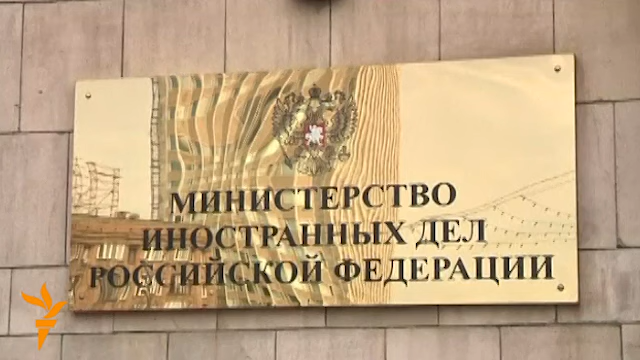 МИНИСТЕРСТВО
ИНОСТРАННЫХ ДЕЛ
РОССИЙСКОЙ ФЕДЕРАЦИИ